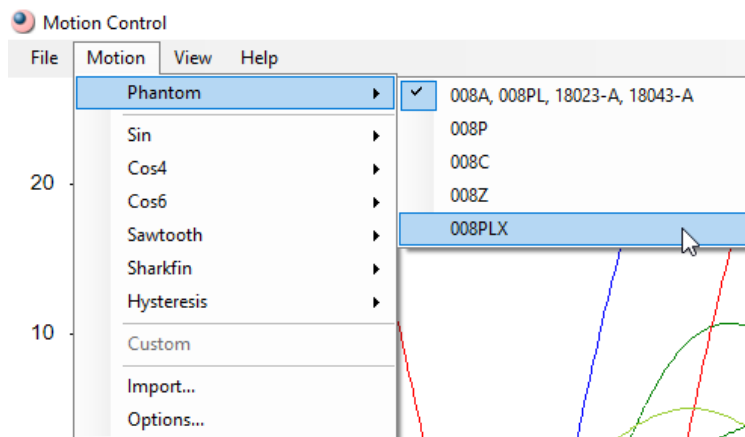 Motion Control
File Motion View Help
Phantom
008A, 008PL, 18023-A, 18043-A
008P
Sin
008C
Cos4
008Z
20
Cos6
008PLX
Sawtooth
Sharkfin
Hysteresis
10
Custom
Import...
Options...